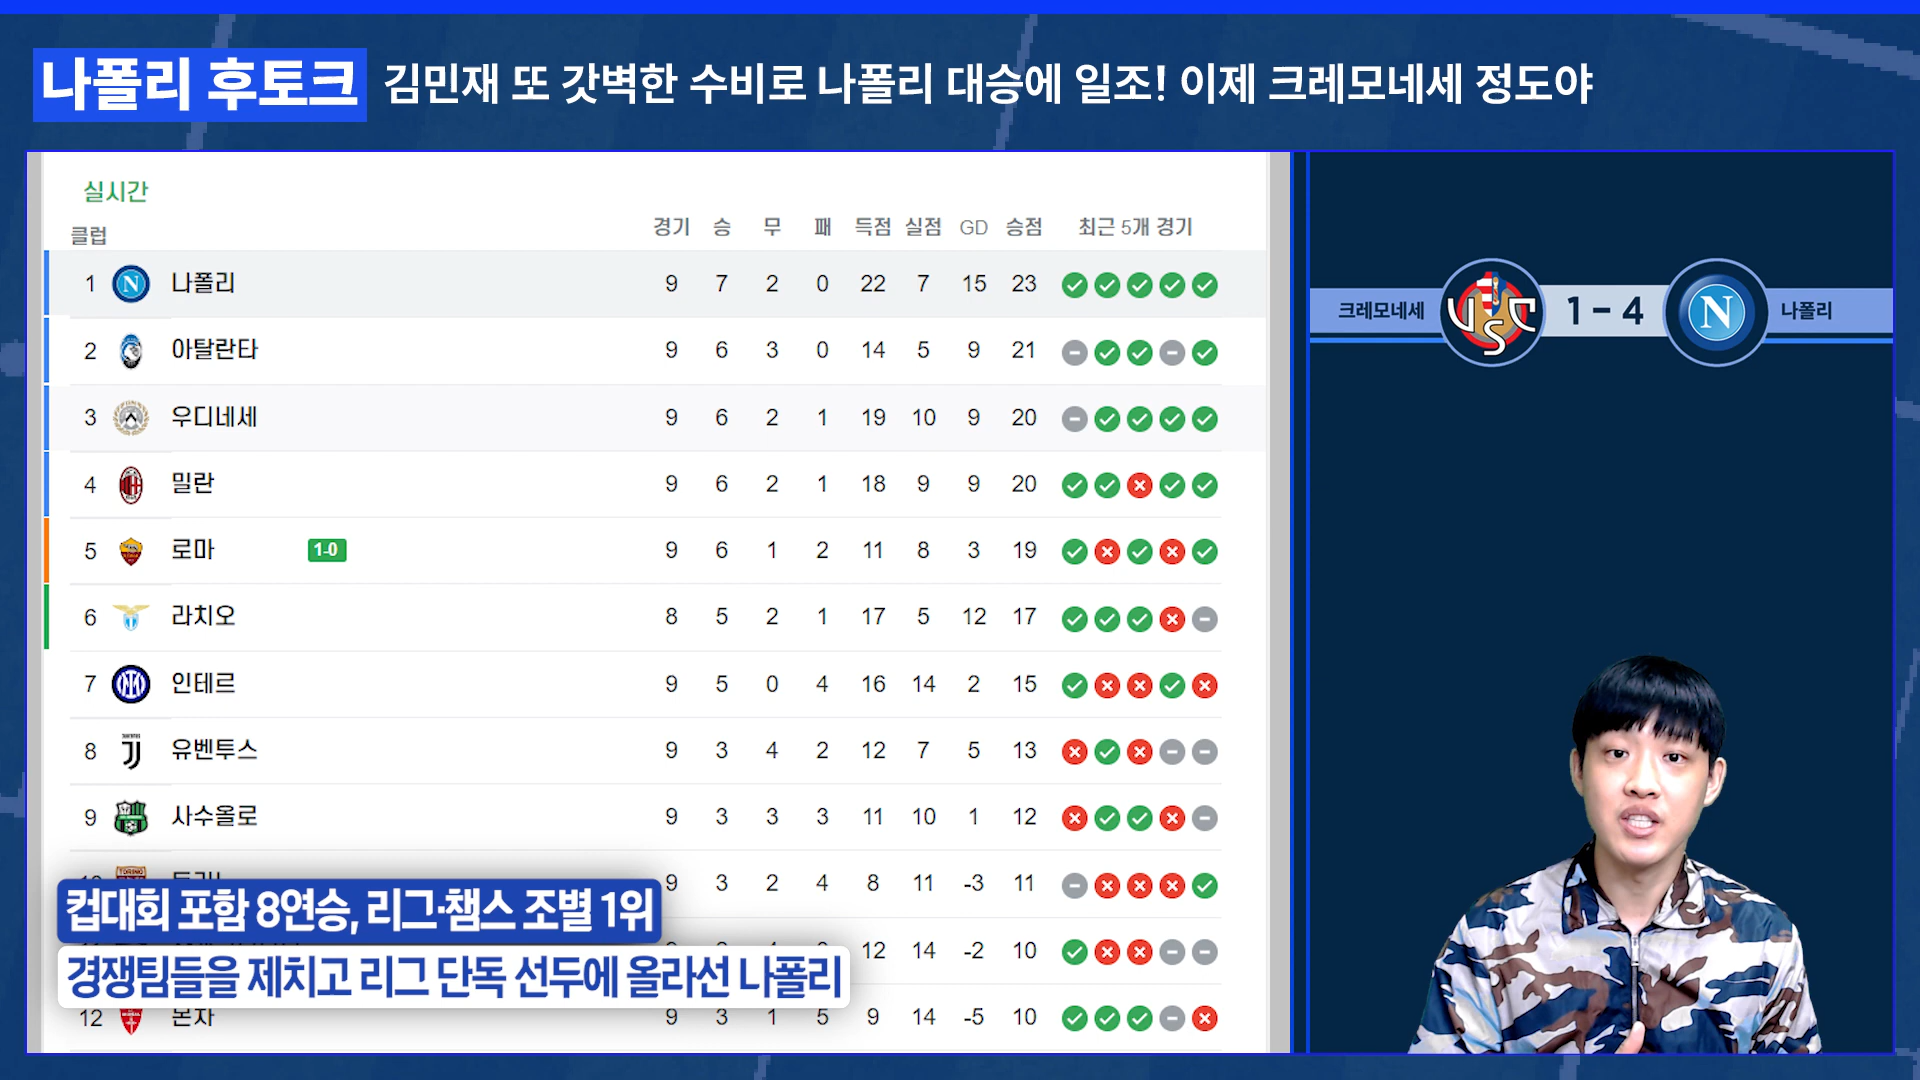 나폴리 후토크 김민재 또 갓벽한 수비로 나폴리 대승에 일조! 이제 크레모네세 정도야
실시간
클럽 경기 승 무 패 득점 실점 GD 승점 최근 5개 경기
1 나폴리 9 7 2 0 22 7 15 23
2 아탈란타 9 6 3 0 14 5 9 21
3 우디네세 9 6 2 1 19 10 9 20
4 밀란 9 6 2 1 18 9 9 20
5 로마 1-0 9 6 1 2 11 8 3 19
6 라치오 8 5 2 1 17 5 12 17
7 인테르 9 5 0 4 16 14 2 15
8 유벤투스 9 3 4 2 12 7 5 13
9 사수올로 9 3 3 3 11 10 1 12
9 3 2 4 8 11 -3 11
12 14 -2 10
12 몬자 9 3 1 5 9 14 -5 10
컵대회 포함 8연승, 리그·챔스 조별 1위
경쟁팀들을 제치고 리그 단독 선두에 올라선 나폴리
크레모네세 USC 1 - 4 N 나폴리